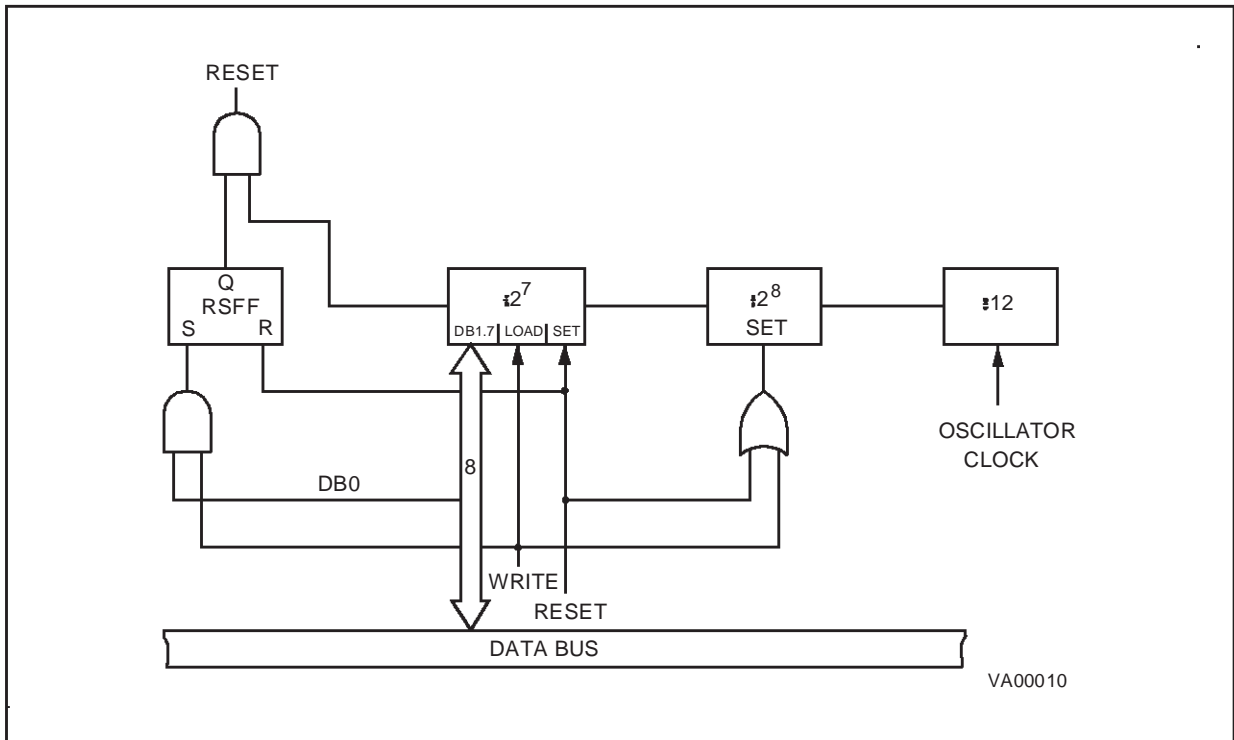 RESET
Q
RSFF
S R
÷2⁷
DB1.7 LOAD SET
÷2⁸
SET
÷12
OSCILLATOR
CLOCK
DB0
8
WRITE
RESET
DATA BUS
VA00010